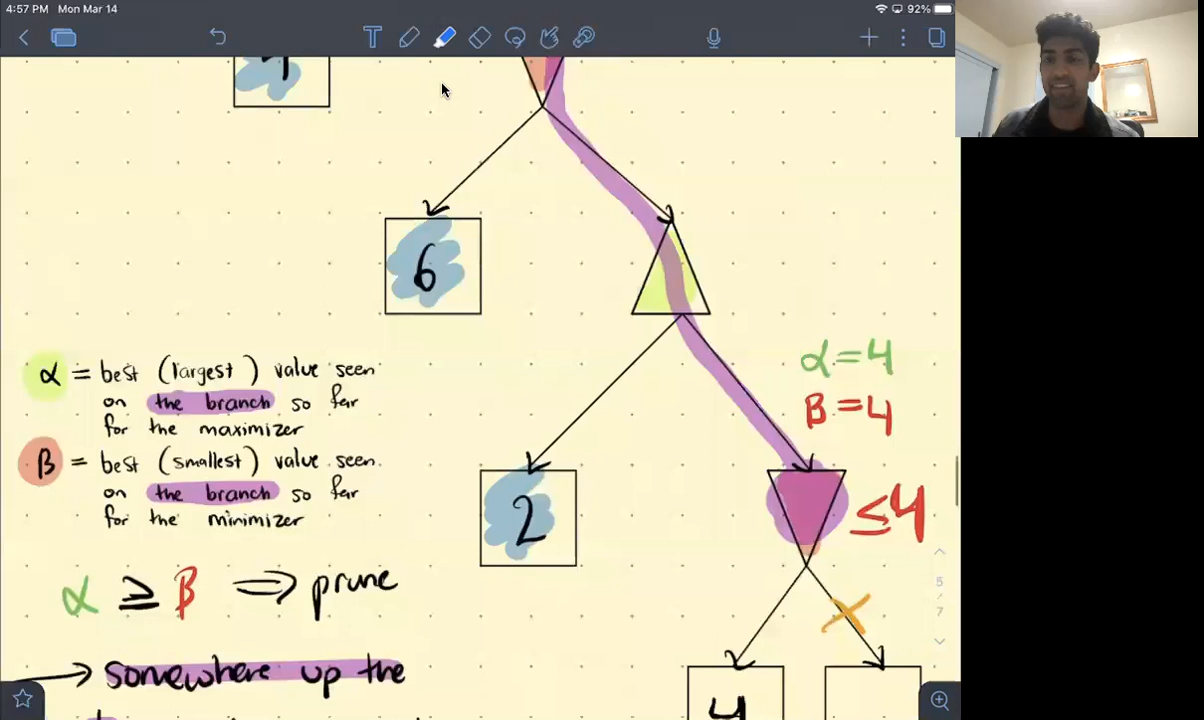 4:57 PM Mon Mar 14
92%
T
6
α = best (largest) value seen
on the branch so far
for the maximizer
β = best (smallest) value seen
on the branch so far
for the minimizer
α ≥ β ⟹ prune
→ somewhere up the
2
α=4
β=4
≤4
X
4
5
/
7